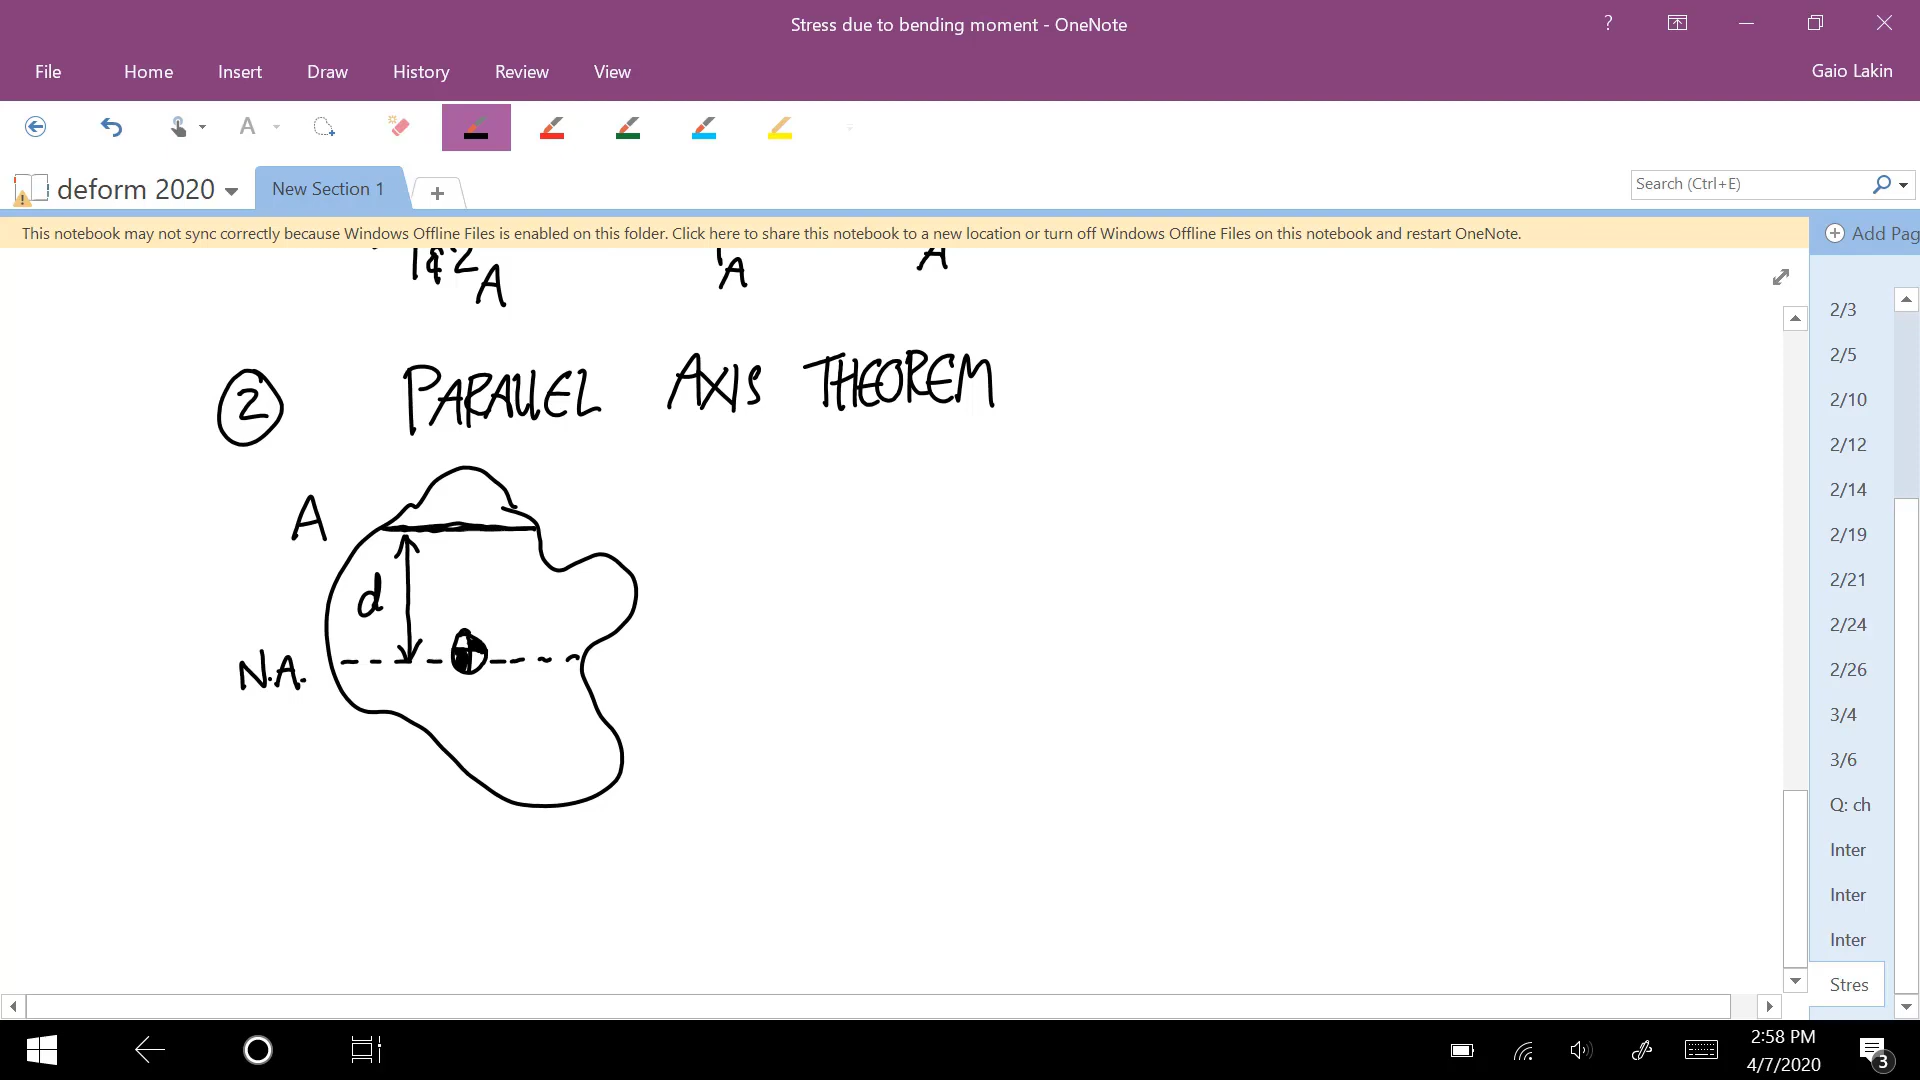 Stress due to bending moment - OneNote
?
File Home Insert Draw History Review View
Gaio Lakin
A
deform 2020
New Section 1
+
Search (Ctrl+E)
This notebook may not sync correctly because Windows Offline Files is enabled on this folder. Click here to share this notebook to a new location or turn off Windows Offline Files on this notebook and restart OneNote.
Add Pag
1&2 A
A
A
2 PARALLEL AXIS THEOREM
A
d
N.A.
2/3
2/5
2/10
2/12
2/14
2/19
2/21
2/24
2/26
3/4
3/6
Q: ch
Inter
Inter
Inter
Stres
2:58 PM
4/7/2020
3